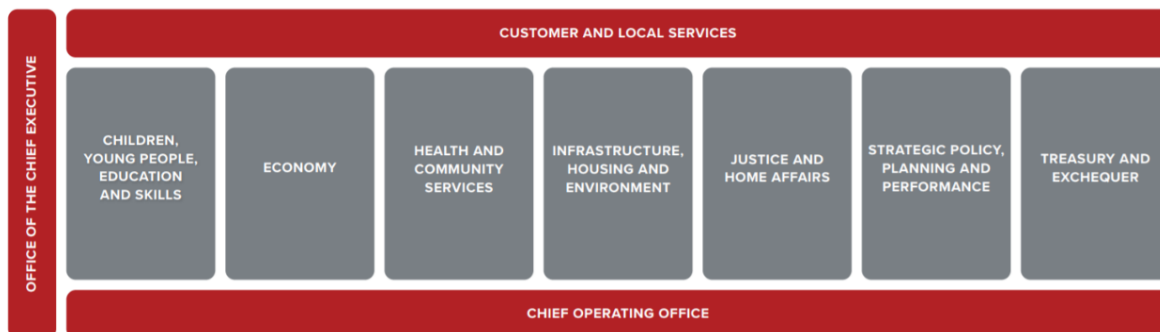 OFFICE OF THE CHIEF EXECUTIVE
CUSTOMER AND LOCAL SERVICES
CHILDREN,
YOUNG PEOPLE,
EDUCATION
AND SKILLS
ECONOMY
HEALTH AND
COMMUNITY
SERVICES
INFRASTRUCTURE,
HOUSING AND
ENVIRONMENT
JUSTICE AND
HOME AFFAIRS
STRATEGIC POLICY,
PLANNING AND
PERFORMANCE
TREASURY AND
EXCHEQUER
CHIEF OPERATING OFFICE